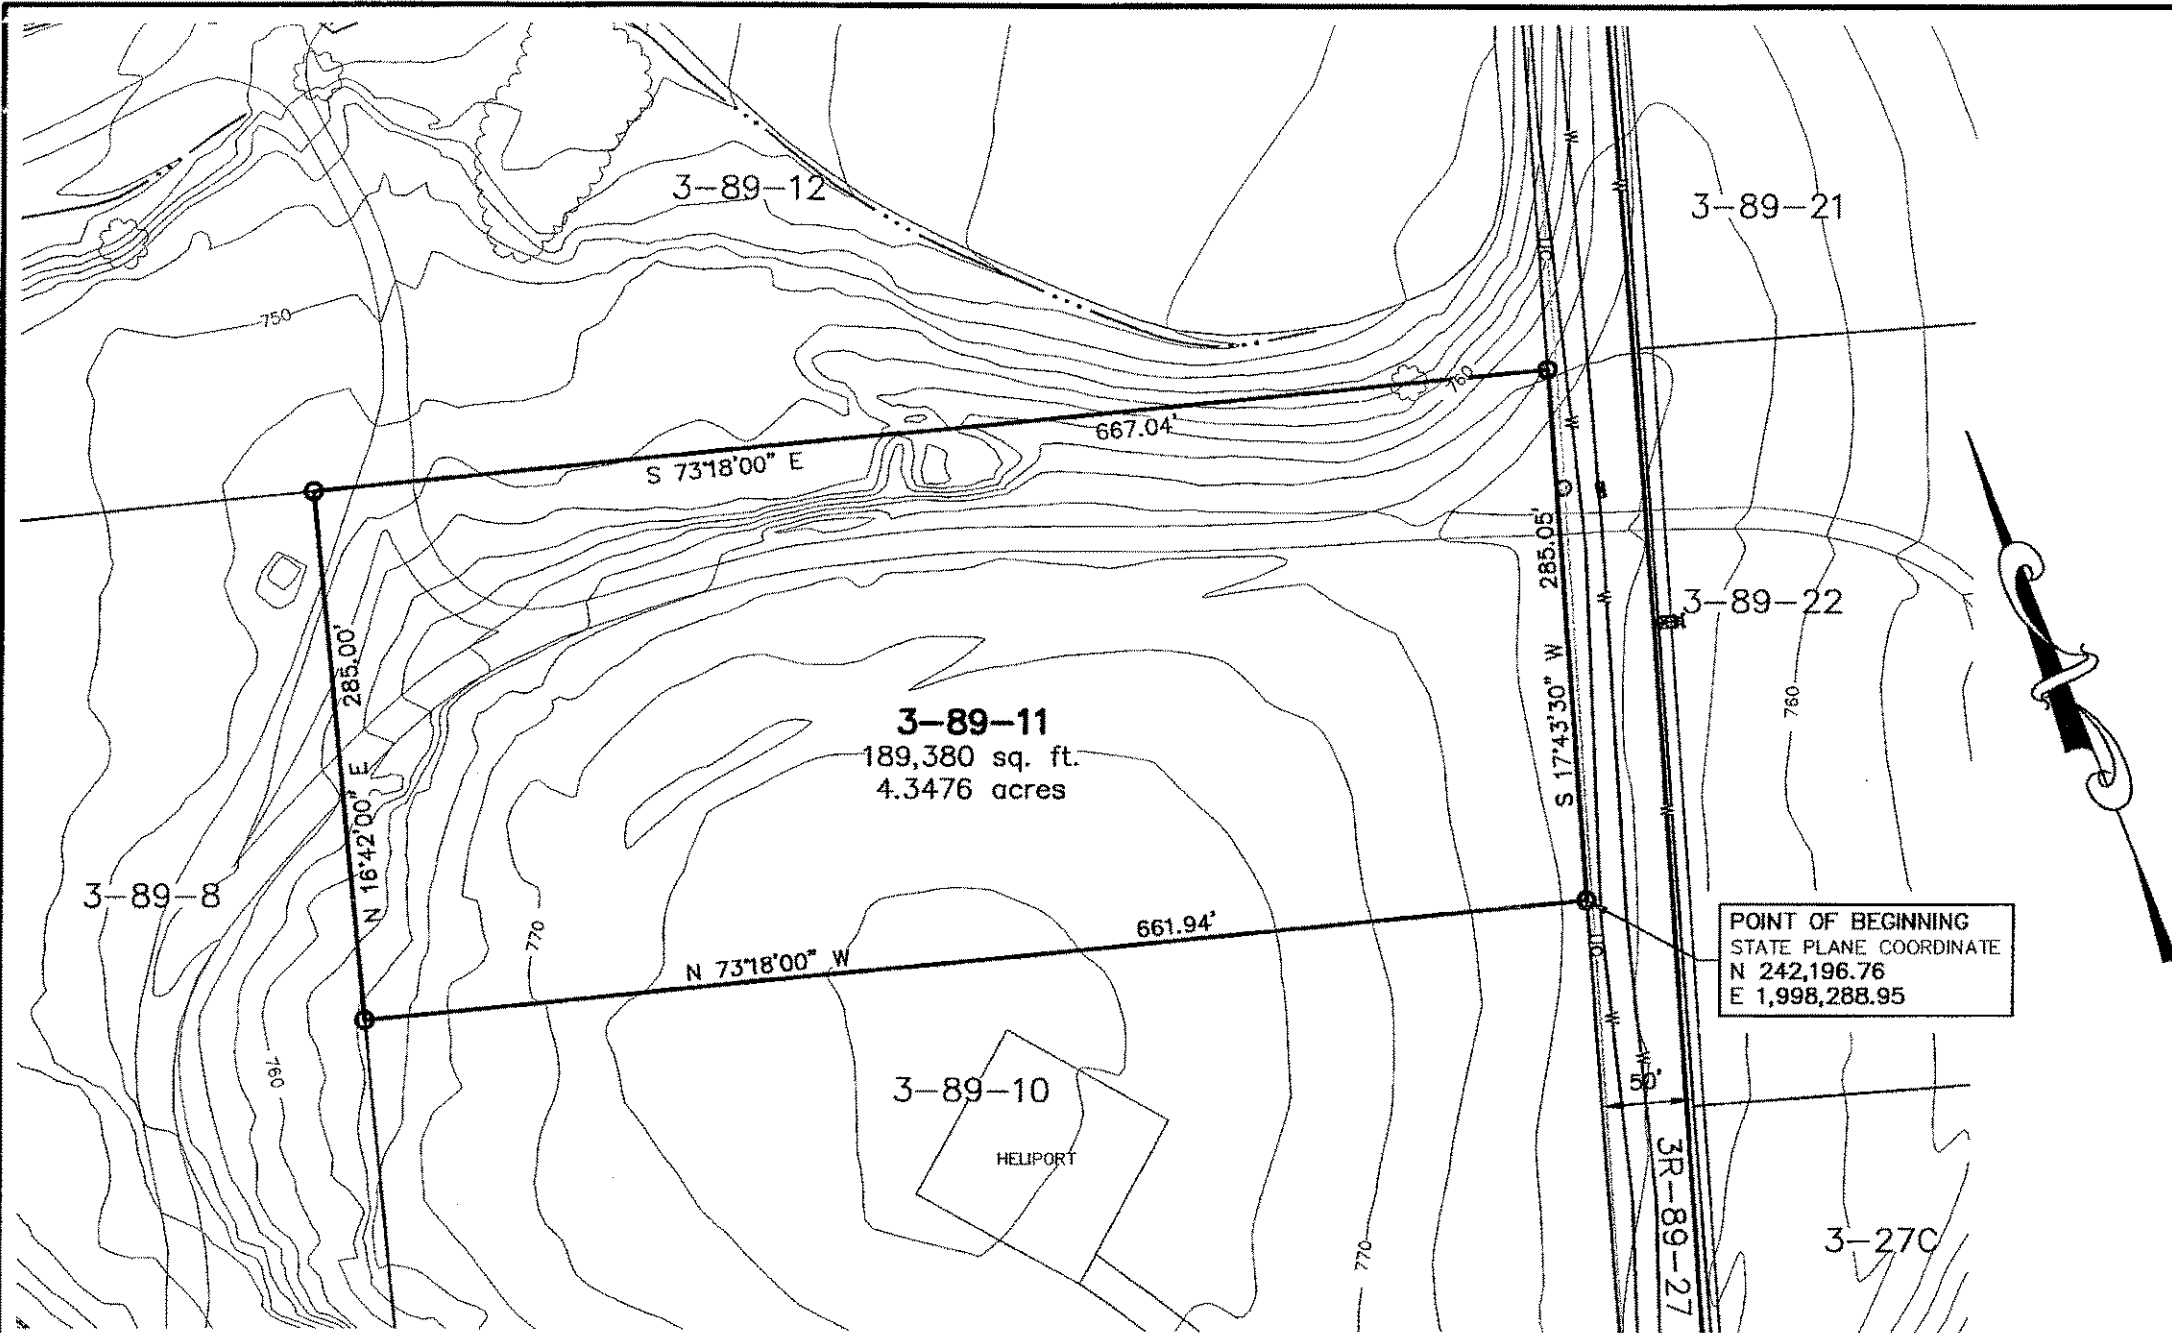 3-89-12
3-89-21
750
760
667.04'
S 73°18'00" E
285.05'
S 17°43'30" W
3-89-22
285.00'
N 16°42'00" E
760
3-89-11
189,380 sq. ft.
4.3476 acres
3-89-8
770
661.94'
N 73°18'00" W
POINT OF BEGINNING
STATE PLANE COORDINATE
N 242,196.76
E 1,998,288.95
760
3-89-10
50'
HELIPORT
3R-89-27
3-27C
770
W
W
W
W
W
W
W